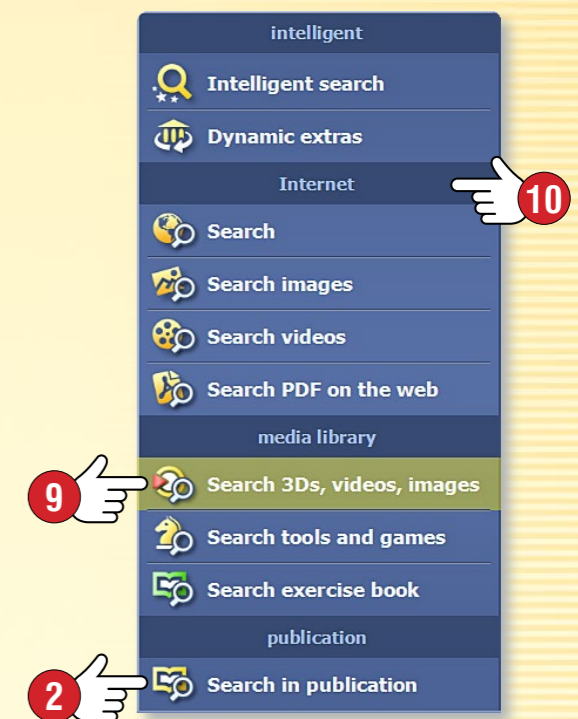 intelligent
Intelligent search
Dynamic extras
Internet
10
Search
Search images
Search videos
Search PDF on the web
media library
9
Search 3Ds, videos, images
Search tools and games
Search exercise book
publication
2
Search in publication